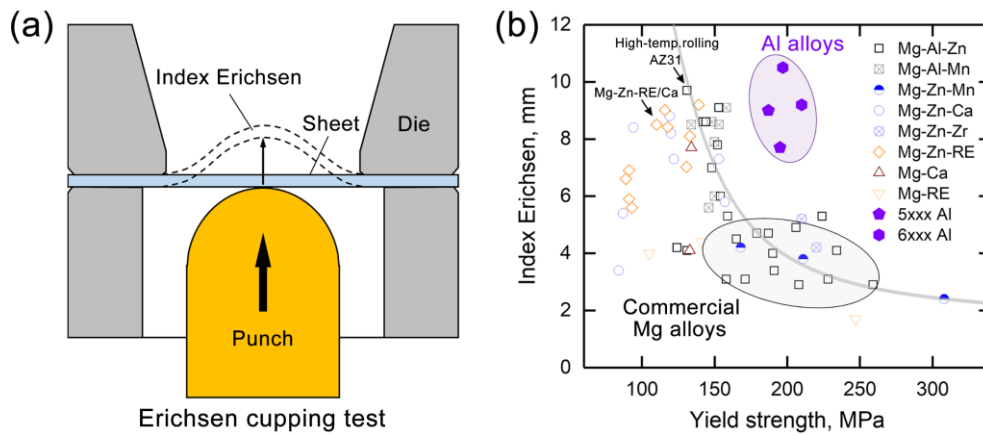 (a)
Index Erichsen
Sheet
Die
Punch
Erichsen cupping test
(b)
Index Erichsen, mm
12
10
8
6
4
2
0
High-temp.rolling
AZ31
Mg-Zn-RE/Ca
Al alloys
Commercial
Mg alloys
Mg-Al-Zn
Mg-Al-Mn
Mg-Zn-Mn
Mg-Zn-Ca
Mg-Zn-Zr
Mg-Zn-RE
Mg-Ca
Mg-RE
5xxx Al
6xxx Al
100 150 200 250 300
Yield strength, MPa